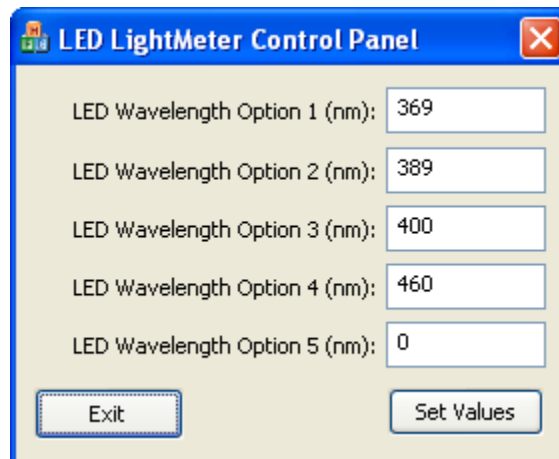 LED LightMeter Control Panel
LED Wavelength Option 1 (nm): 369
LED Wavelength Option 2 (nm): 389
LED Wavelength Option 3 (nm): 400
LED Wavelength Option 4 (nm): 460
LED Wavelength Option 5 (nm): 0
Exit Set Values